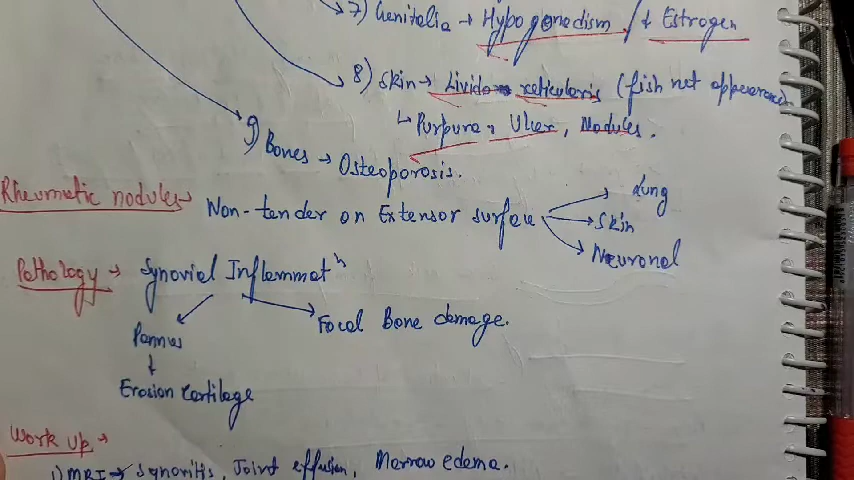 7) Genitalia → Hypogonadism / ↓ Estrogen
8) Skin → Livido reticularis (fish net appearence)
↳ Purpura, Ulcer, Nodules.
9) Bones → Osteoporosis.
Rheumatic nodules → Non-tender on Extensor surface → Lung
→ Skin
→ Neuronal
Pathology → Synovial Inflammatⁿ
→ Focal Bone damage.
Pannus
↓
Erosion Cartilage
Work up →
1) MRI → Synovitis, Joint effusion, Marrow edema.